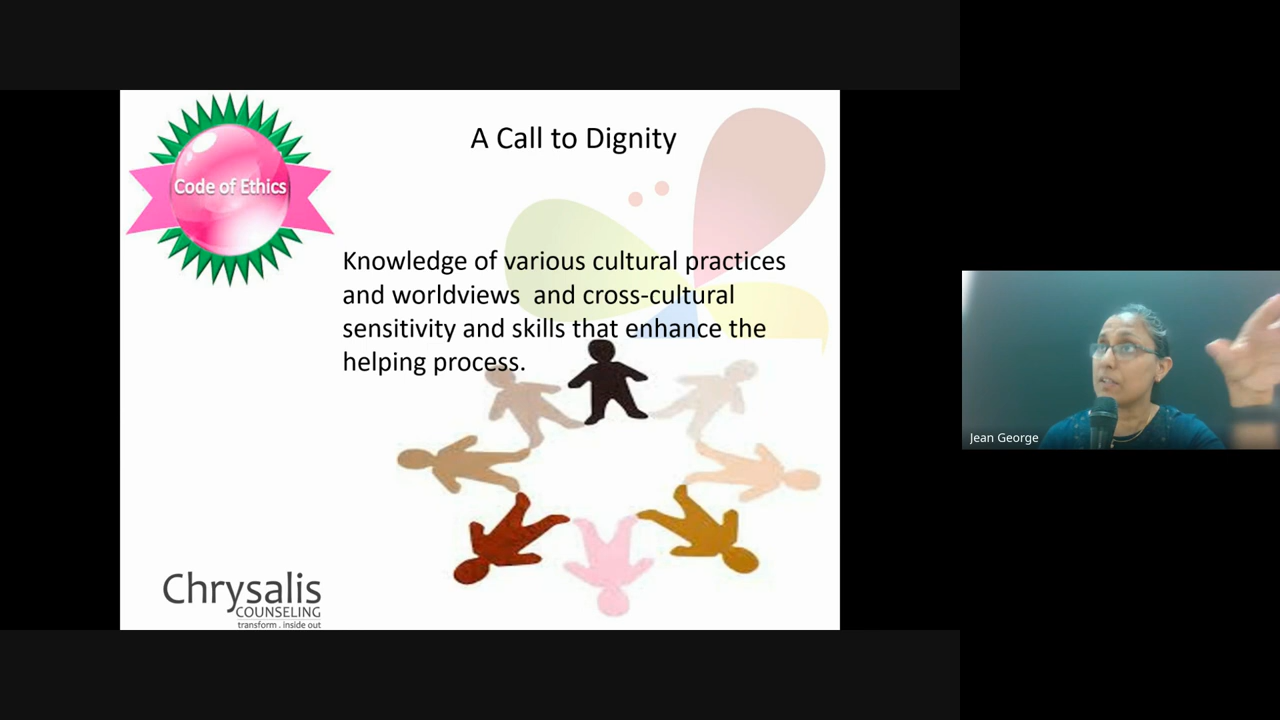 A Call to Dignity
Code of Ethics
Knowledge of various cultural practices
and worldviews and cross-cultural
sensitivity and skills that enhance the
helping process.
Jean George
Chrysalis
COUNSELING
transform . inside out